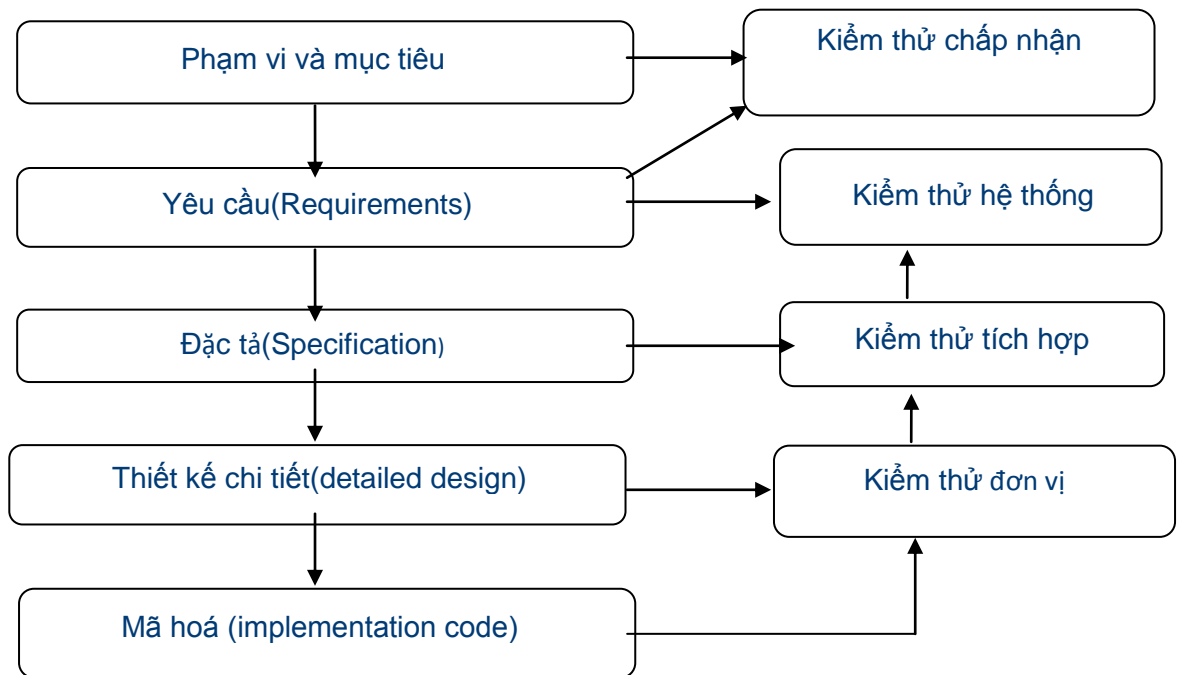 Phạm vi và mục tiêu
Kiểm thử chấp nhận
Yêu cầu(Requirements)
Kiểm thử hệ thống
Đặc tả(Specification)
Kiểm thử tích hợp
Thiết kế chi tiết(detailed design)
Kiểm thử đơn vị
Mã hoá (implementation code)